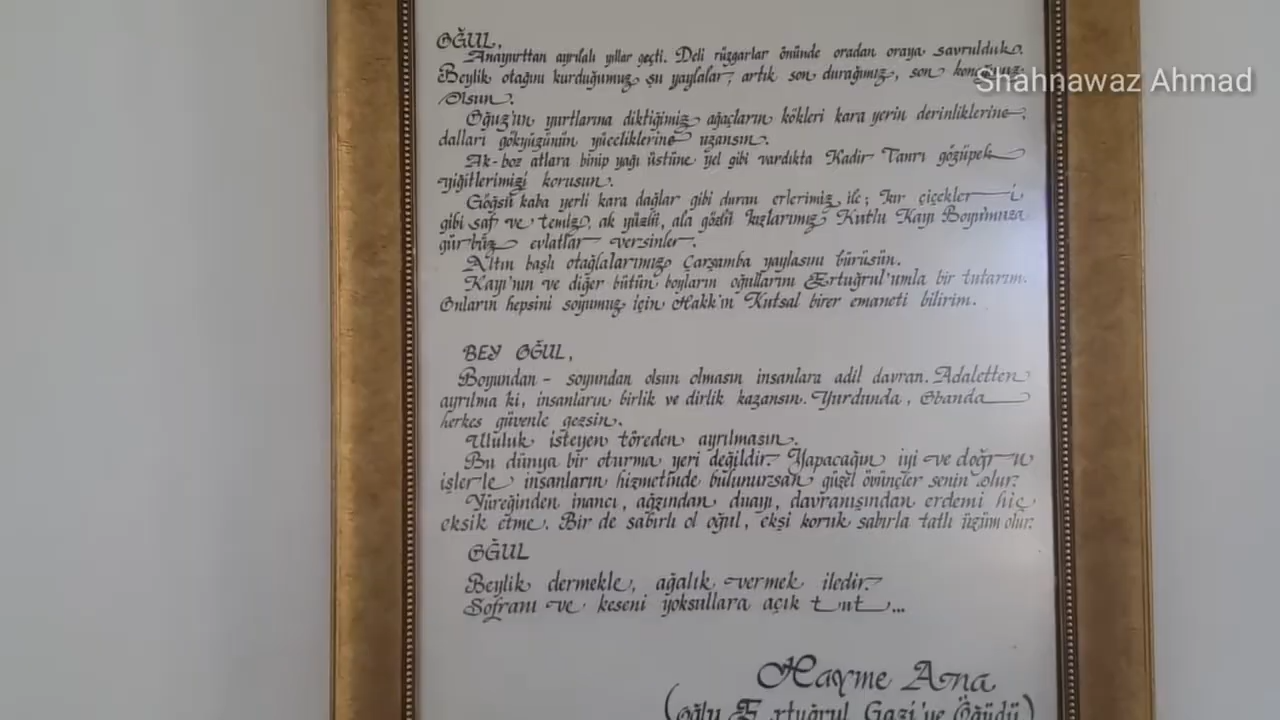 OĞUL,
Anayurttan ayrılalı yıllar geçti. Deli rüzgarlar önünde oradan oraya savrulduk.
Beylik otağını kurduğumuz şu yaylalar, artık son durağımız, son konağımız
Shahnawaz Ahmad
Olsun.
Oğuz'un yurtlarına diktiğimiz ağaçların kökleri kara yerin derinliklerine,
dalları gökyüzünün yüceliklerine uzansın.
Ak-boz atlara binip yağı üstüne yel gibi vardıkta Kadir Tanrı gözüpek
yiğitlerimizi korusun.
Göğsü kaba yerli kara dağlar gibi duran erlerimiz ile; kır çiçekleri
gibi saf ve temiz, ak yüzlü, ala gözlü kızlarımız Kutlu Kayı Boyumuza
gürbüz evlatlar versinler.
Altın başlı otağlalarımız Çarşamba yaylasını bürüsün.
Kayı'nın ve diğer bütün boyların oğullarını Ertuğrul'umla bir tutarım.
Onların hepsini soyumuz için Hakk'ın Kutsal birer emaneti bilirim.
BEY OĞUL,
Boyundan - soyundan olsun olmasın insanlara adil davran. Adaletten
ayrılma ki, insanların birlik ve dirlik kazansın. Yurdunda, Obanda
herkes güvenle gezsin.
Ululuk isteyen töreden ayrılmasın.
Bu dünya bir oturma yeri değildir. Yapacağın iyi ve doğru
işlerle insanların hizmetinde bulunursan güzel övünçler senin olur.
Yüreğinden inancı, ağzından duayı, davranışından erdemi hiç
eksik etme. Bir de sabırlı ol oğul, ekşi koruk sabırla tatlı üzüm olur.
OĞUL
Beylik dermekle, ağalık vermek iledir.
Sofranı ve keseni yoksullara açık tut...
Hayme Ana
(oğlu Ertuğrul Gazi'ye Öğüdü)